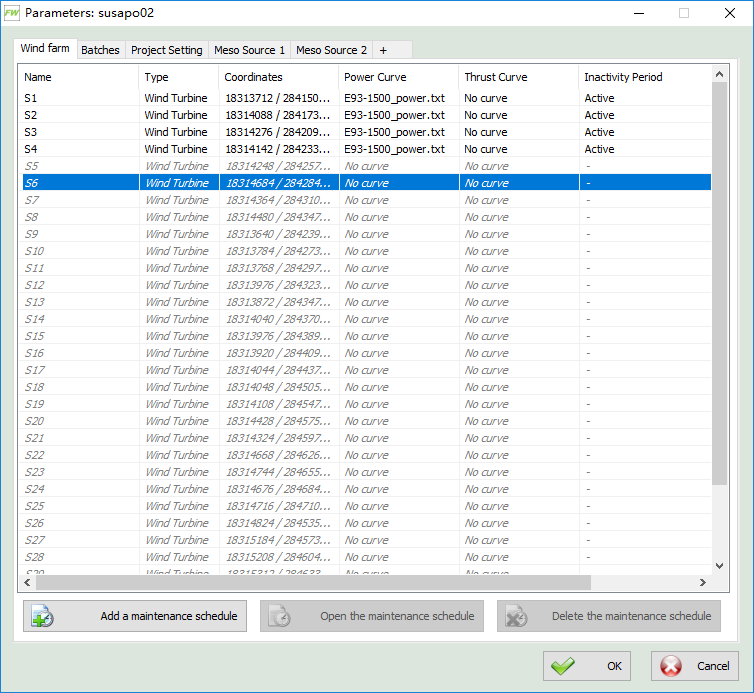 FW Parameters: susapo02
Wind farm Batches Project Setting Meso Source 1 Meso Source 2 +
Name Type Coordinates Power Curve Thrust Curve Inactivity Period
S1 Wind Turbine 18313712 / 284150... E93-1500_power.txt No curve Active
S2 Wind Turbine 18314088 / 284173... E93-1500_power.txt No curve Active
S3 Wind Turbine 18314276 / 284209... E93-1500_power.txt No curve Active
S4 Wind Turbine 18314142 / 284233... E93-1500_power.txt No curve Active
S5 Wind Turbine 18314248 / 284257... No curve No curve -
S6 Wind Turbine 18314684 / 284284... No curve No curve -
S7 Wind Turbine 18314364 / 284310... No curve No curve -
S8 Wind Turbine 18314480 / 284347... No curve No curve -
S9 Wind Turbine 18313640 / 284239... No curve No curve -
S10 Wind Turbine 18313784 / 284273... No curve No curve -
S11 Wind Turbine 18313768 / 284297... No curve No curve -
S12 Wind Turbine 18313976 / 284323... No curve No curve -
S13 Wind Turbine 18313872 / 284347... No curve No curve -
S14 Wind Turbine 18314040 / 284370... No curve No curve -
S15 Wind Turbine 18313976 / 284389... No curve No curve -
S16 Wind Turbine 18313920 / 284409... No curve No curve -
S17 Wind Turbine 18314044 / 284437... No curve No curve -
S18 Wind Turbine 18314048 / 284505... No curve No curve -
S19 Wind Turbine 18314108 / 284547... No curve No curve -
S20 Wind Turbine 18314428 / 284575... No curve No curve -
S21 Wind Turbine 18314324 / 284597... No curve No curve -
S22 Wind Turbine 18314668 / 284626... No curve No curve -
S23 Wind Turbine 18314744 / 284655... No curve No curve -
S24 Wind Turbine 18314676 / 284684... No curve No curve -
S25 Wind Turbine 18314716 / 284710... No curve No curve -
S26 Wind Turbine 18314824 / 284535... No curve No curve -
S27 Wind Turbine 18315184 / 284573... No curve No curve -
S28 Wind Turbine 18315208 / 284604... No curve No curve -
S29 Wind Turbine 18315312 / 284633... No curve No curve
Add a maintenance schedule Open the maintenance schedule Delete the maintenance schedule
OK Cancel